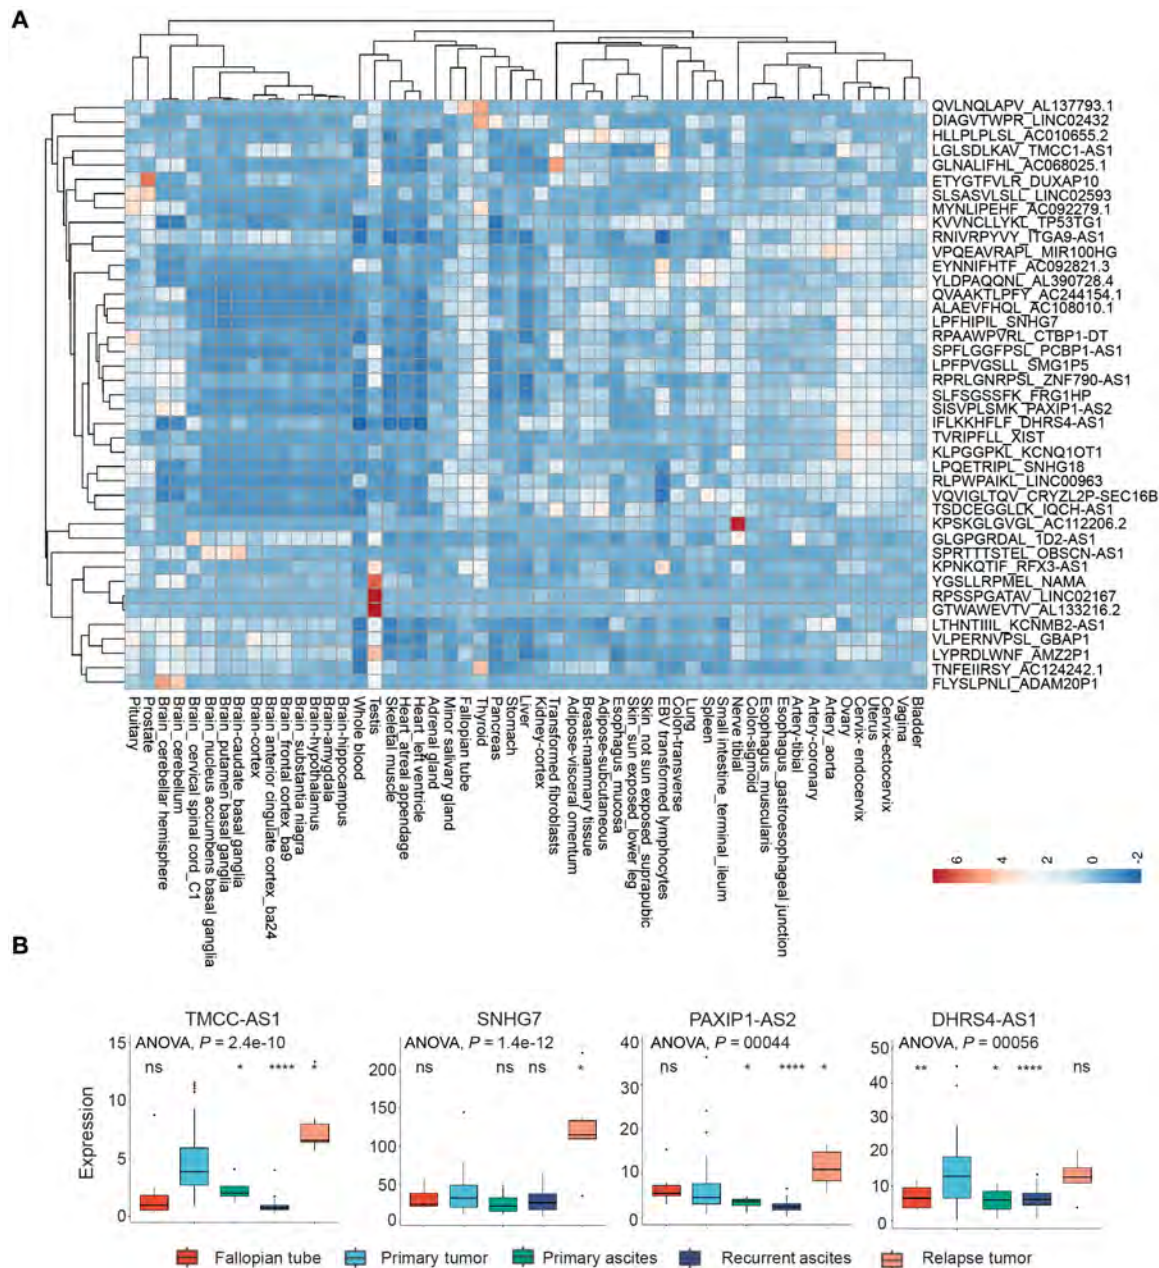 A
QVLNQLAPV_AL137793.1
DIAGVTWPR_LINC02432
HLLPLPLSL_AC010655.2
LGLSDLKAV_TMCC1-AS1
GLNALIFHL_AC068025.1
ETYGTFVLR_DUXAP10
SLSASVLSLL_LINC02593
MYNLIPEHF_AC092279.1
KVVNCLLYKL_TP53TG1
RNIVRPYVY_ITGA9-AS1
VPQEAVRAPL_MIR100HG
EYNNIFHTF_AC092821.3
YLDPAQQNL_AL390728.4
QVAAKTLPFY_AC244154.1
ALAEVFHQL_AC108010.1
LPFHIPIL_SNHG7
RPAAWPVRL_CTBP1-DT
SPFLGGFPSL_PCBP1-AS1
LPFPVGSLL_SMG1P5
RPRLGNRPSL_ZNF790-AS1
SLFSGSSFK_FRG1HP
SISVPLSMK_PAXIP1-AS2
IFLKKHFLF_DHRS4-AS1
TVRIPFLL_XIST
KLPGGPKL_KCNQ1OT1
LPQETRIPL_SNHG18
RLPWPAIKL_LINC00963
VQVIGLTQV_CRYZL2P-SEC16B
TSDCEGGLLK_IQCH-AS1
KPSKGLGVGL_AC112206.2
GLGPGRDAL_1D2-AS1
SPRTTTSTEL_OBSCN-AS1
KPNKQTIF_RFX3-AS1
YGSLLRPMEL_NAMA
RPSSPGATAV_LINC02167
GTWAWEVTV_AL133216.2
LTHNTIIIL_KCNMB2-AS1
VLPERNVPSL_GBAP1
LYPRDLWNF_AMZ2P1
TNFEIIRSY_AC124242.1
FLYSLPNLI_ADAM20P1
Pituitary
Prostate
Brain_cerebellar hemisphere
Brain_cerebellum
Brain_cervical spinal cord_C1
Brain_nucleus accumbens basal ganglia
Brain_putamen basal ganglia
Brain-caudate_basal ganglia
Brain-cortex
Brain_anterior cingulate cortex_ba24
Brain_frontal cortex_ba9
Brain_substantia niagra
Brain-hypothalamus
Brain-amygdala
Brain-hippocampus
Whole blood
Testis
Skeletal muscle
Heart_atreal appendage
Heart_left ventricle
Adrenal gland
Minor salivary gland
Fallopian tube
Thyroid
Pancreas
Stomach
Liver
Kidney-cortex
Transformed fibroblasts
Adipose-visceral omentum
Breast-mammary tissue
Adipose-subcutaneous
Esophagus_mucosa
Skin_sun exposed_lower leg
Skin_not sun exposed_suprapubic
EBV transformed lymphocytes
Colon-transverse
Lung
Spleen
Small intestine_terminal_ileum
Nerve tibial
Colon-sigmoid
Esophagus_muscularis
Esophagus_gastroesophageal junction
Artery-tibial
Artery-coronary
Artery_aorta
Ovary
Cervix- endocervix
Uterus
Cervix-ectocervix
Vagina
Bladder
6 4 2 0 -2
B
TMCC-AS1
ANOVA, P = 2.4e-10
ns * **** *
15
10
5
0
Expression
SNHG7
ANOVA, P = 1.4e-12
ns ns ns *
200
150
100
50
0
PAXIP1-AS2
ANOVA, P = 00044
ns * **** *
40
30
20
10
0
DHRS4-AS1
ANOVA, P = 00056
** * **** ns
50
40
30
20
10
0
Fallopian tube Primary tumor Primary ascites Recurrent ascites Relapse tumor